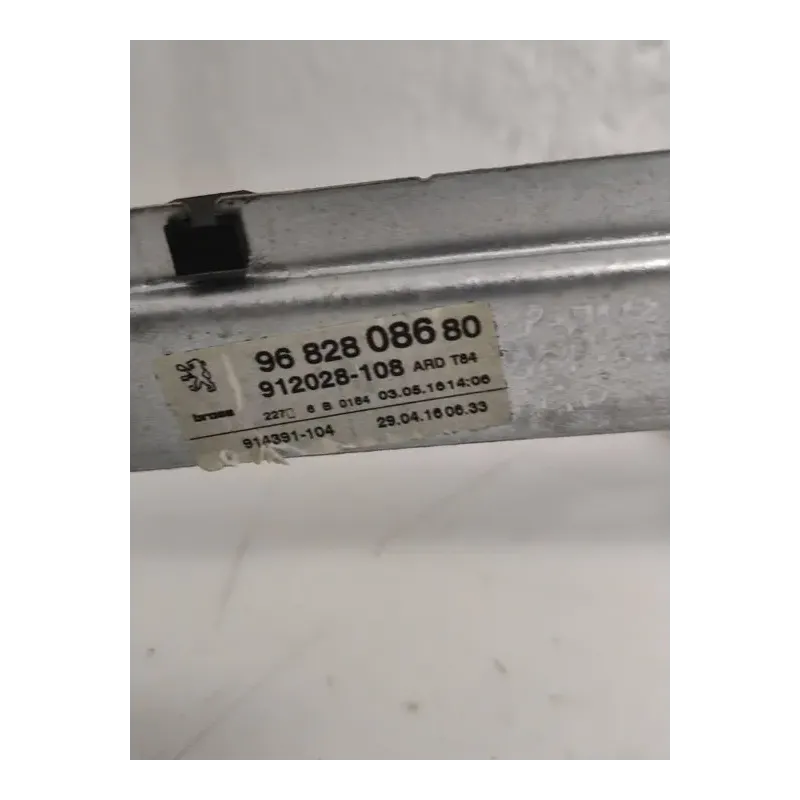 96 828 086 80
912028-108 ARD T84
brose 227 6 B 0164 03.05.16 14:06
914391-104 29.04.16 06.33